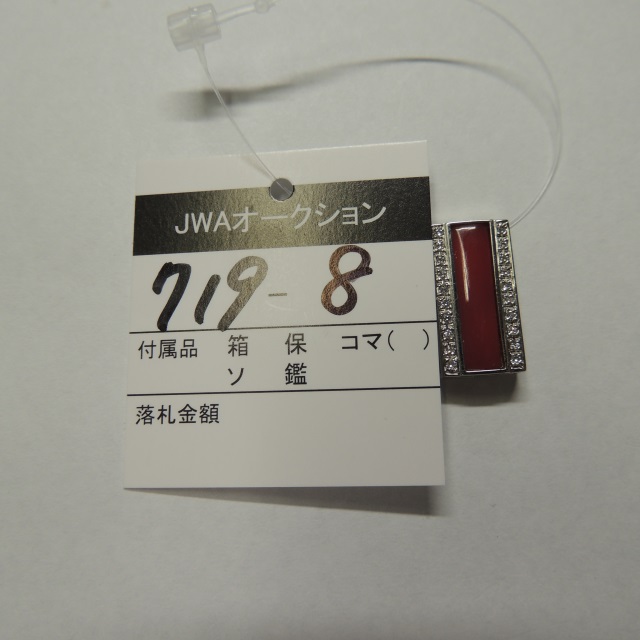 JWAオークション
719-8
付属品 箱 保 コマ( )
ソ 鑑
落札金額